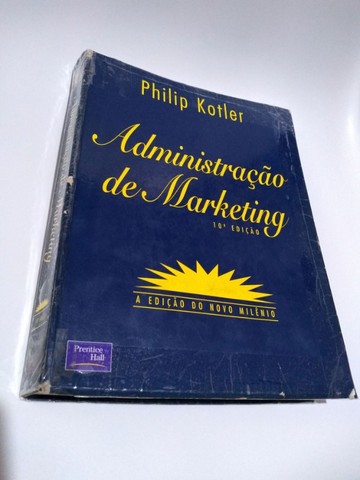 Philip Kotler
Administração
de Marketing
10ª EDIÇÃO
A EDIÇÃO DO NOVO MILÊNIO
Prentice
Hall